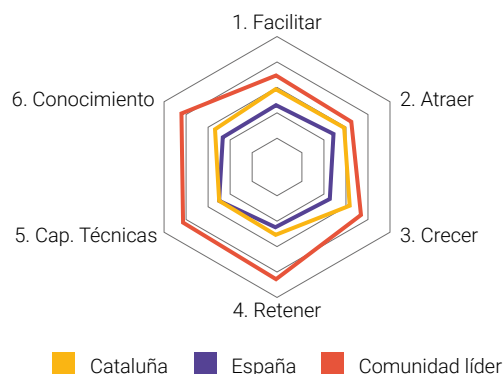 1. Facilitar
6. Conocimiento
2. Atraer
5. Cap. Técnicas
3. Crecer
4. Retener
Cataluña
España
Comunidad líder